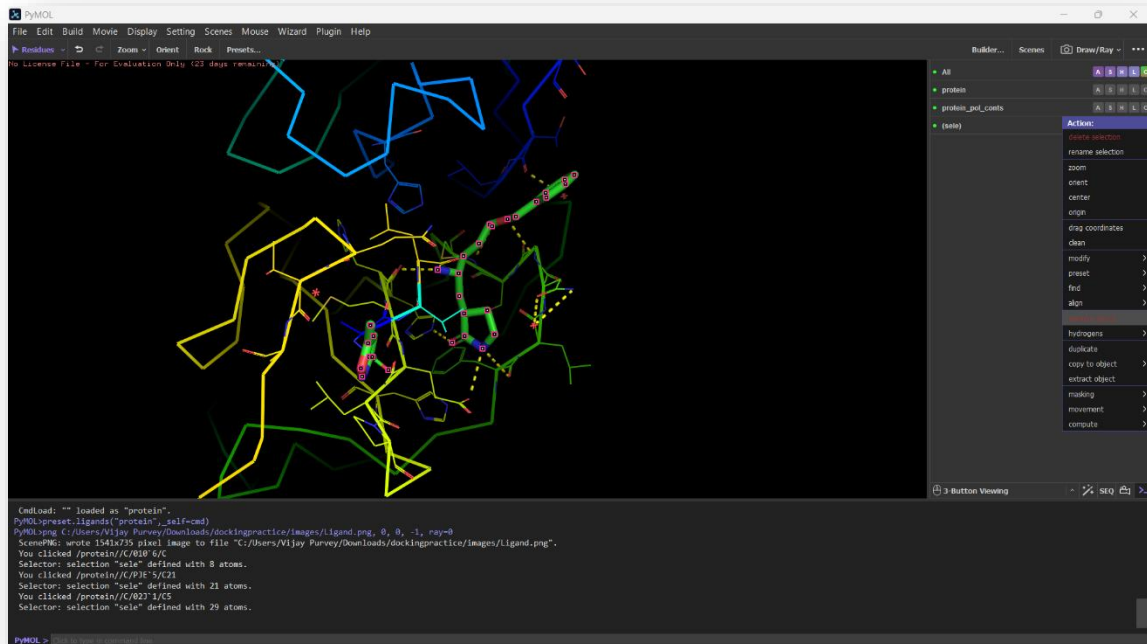 PyMOL
File Edit Build Movie Display Setting Scenes Mouse Wizard Plugin Help
Residues Zoom Orient Rock Presets... Builder... Scenes Draw/Ray
No License File - For Evaluation Only (23 days remaining)
All A S H L C
protein A S H L C
protein_pol_conts A S H L C
(sele)
Action:
delete selection
rename selection
zoom
orient
center
origin
drag coordinates
clean
modify
preset
find
align
hydrogens
duplicate
copy to object
extract object
masking
movement
compute
3-Button Viewing SEQ
CmdLoad: "" loaded as "protein".
PyMOL>preset.ligands("protein",_self=cmd)
PyMOL>png C:/Users/Vijay Purvey/Downloads/dockingpractice/images/Ligand.png, 0, 0, -1, ray=0
ScenePNG: wrote 1541x735 pixel image to file "C:/Users/Vijay Purvey/Downloads/dockingpractice/images/Ligand.png".
You clicked /protein//C/010`6/C
Selector: selection "sele" defined with 8 atoms.
You clicked /protein//C/PJE`5/C21
Selector: selection "sele" defined with 21 atoms.
You clicked /protein//C/02J`1/C5
Selector: selection "sele" defined with 29 atoms.
PyMOL > Click to type in command line